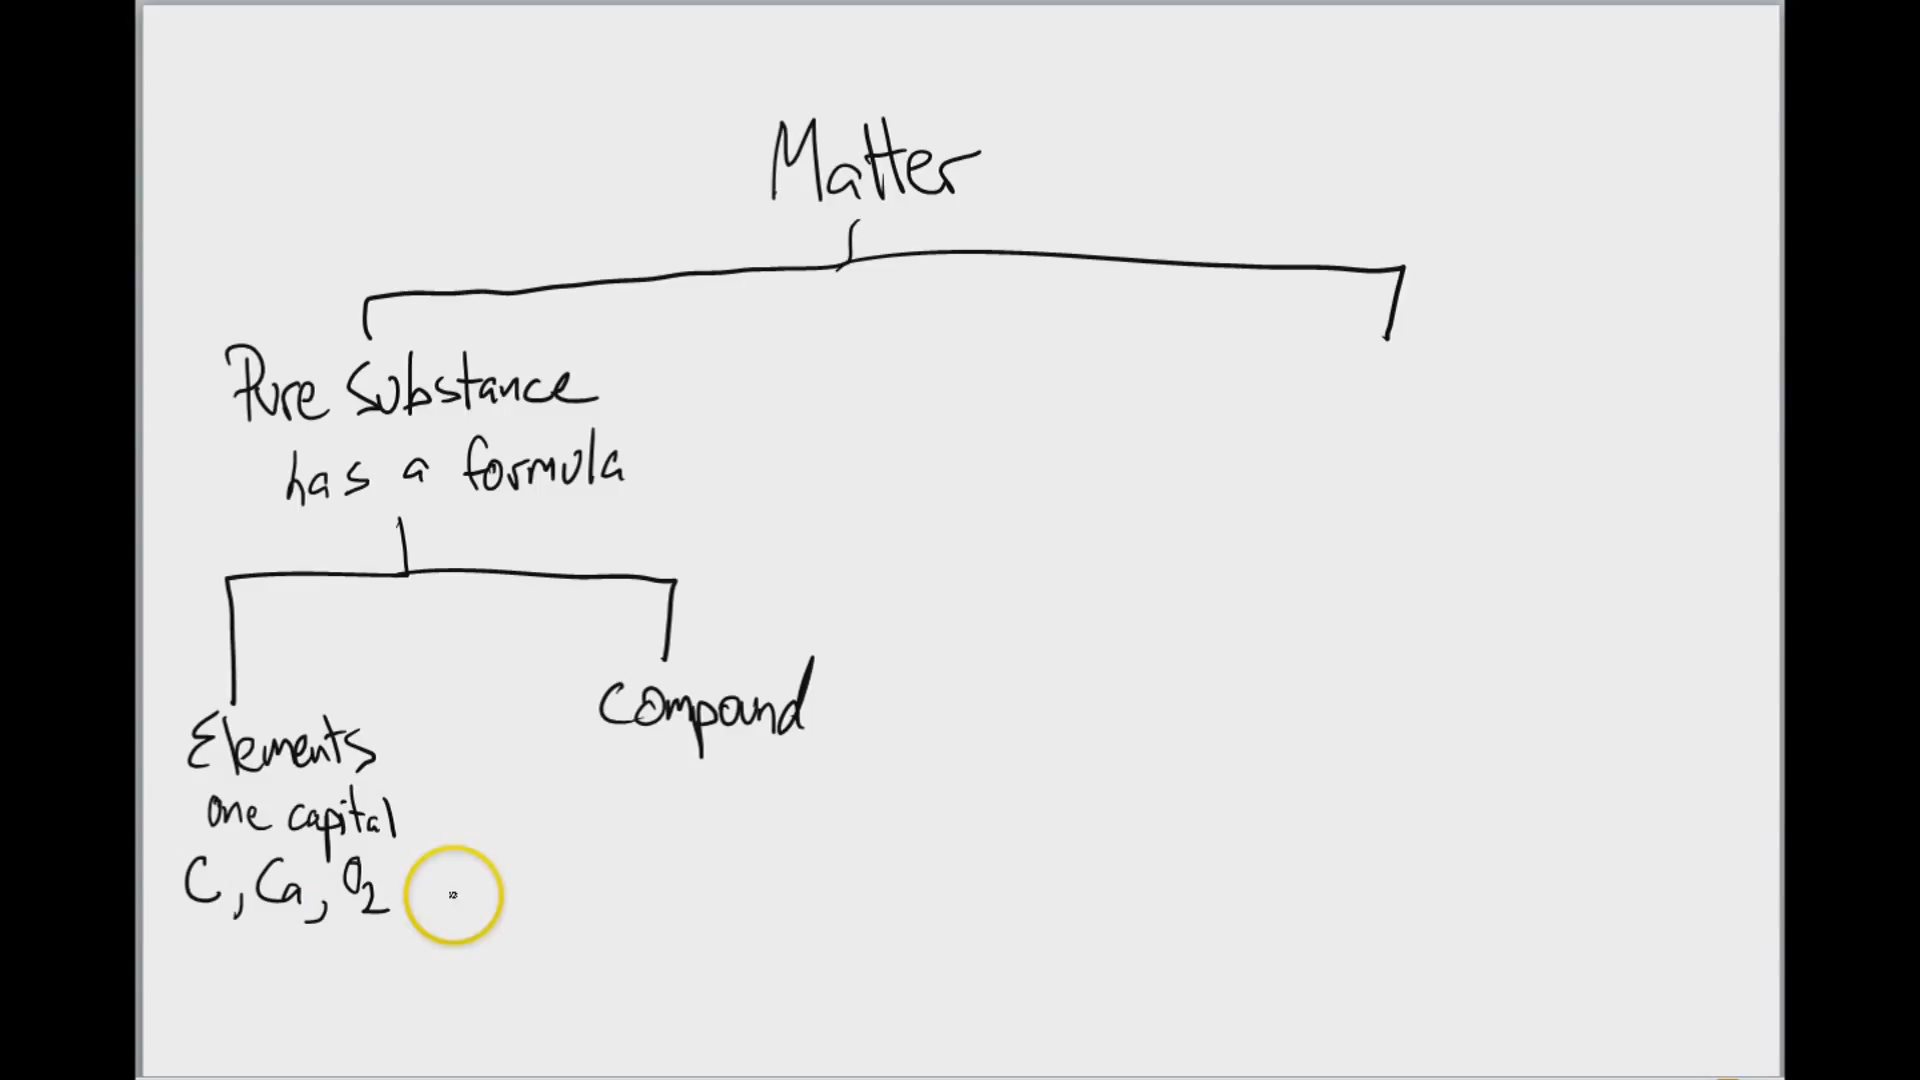 Matter
Pure Substance
has a formula
Elements
one capital
C, Ca, O2
Compound